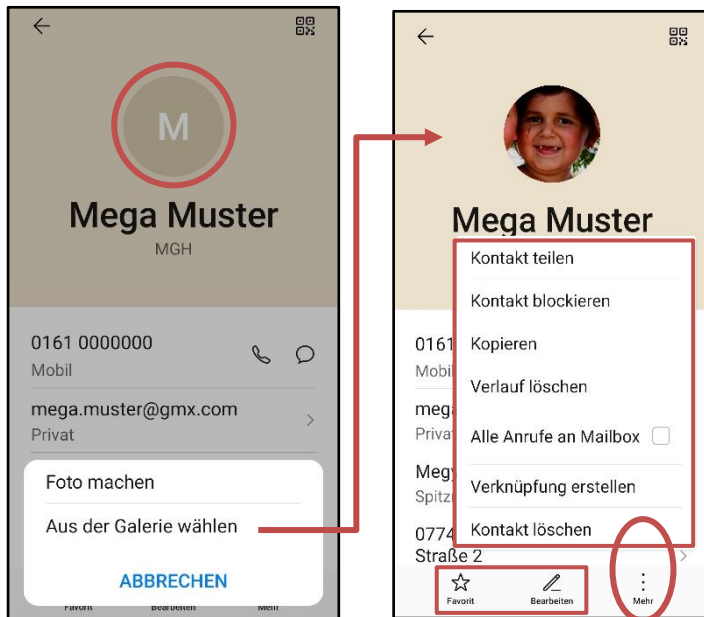 M
Mega Muster
MGH
0161 0000000
Mobil
mega.muster@gmx.com
Privat
Foto machen
Aus der Galerie wählen
ABBRECHEN
Favorit Bearbeiten Mehr
Mega Muster
Kontakt teilen
Kontakt blockieren
0161 Kopieren
Mobil
Verlauf löschen
mega
Privat Alle Anrufe an Mailbox
Megy
Verknüpfung erstellen
Spitz
0774 Kontakt löschen
Straße 2
Favorit Bearbeiten Mehr